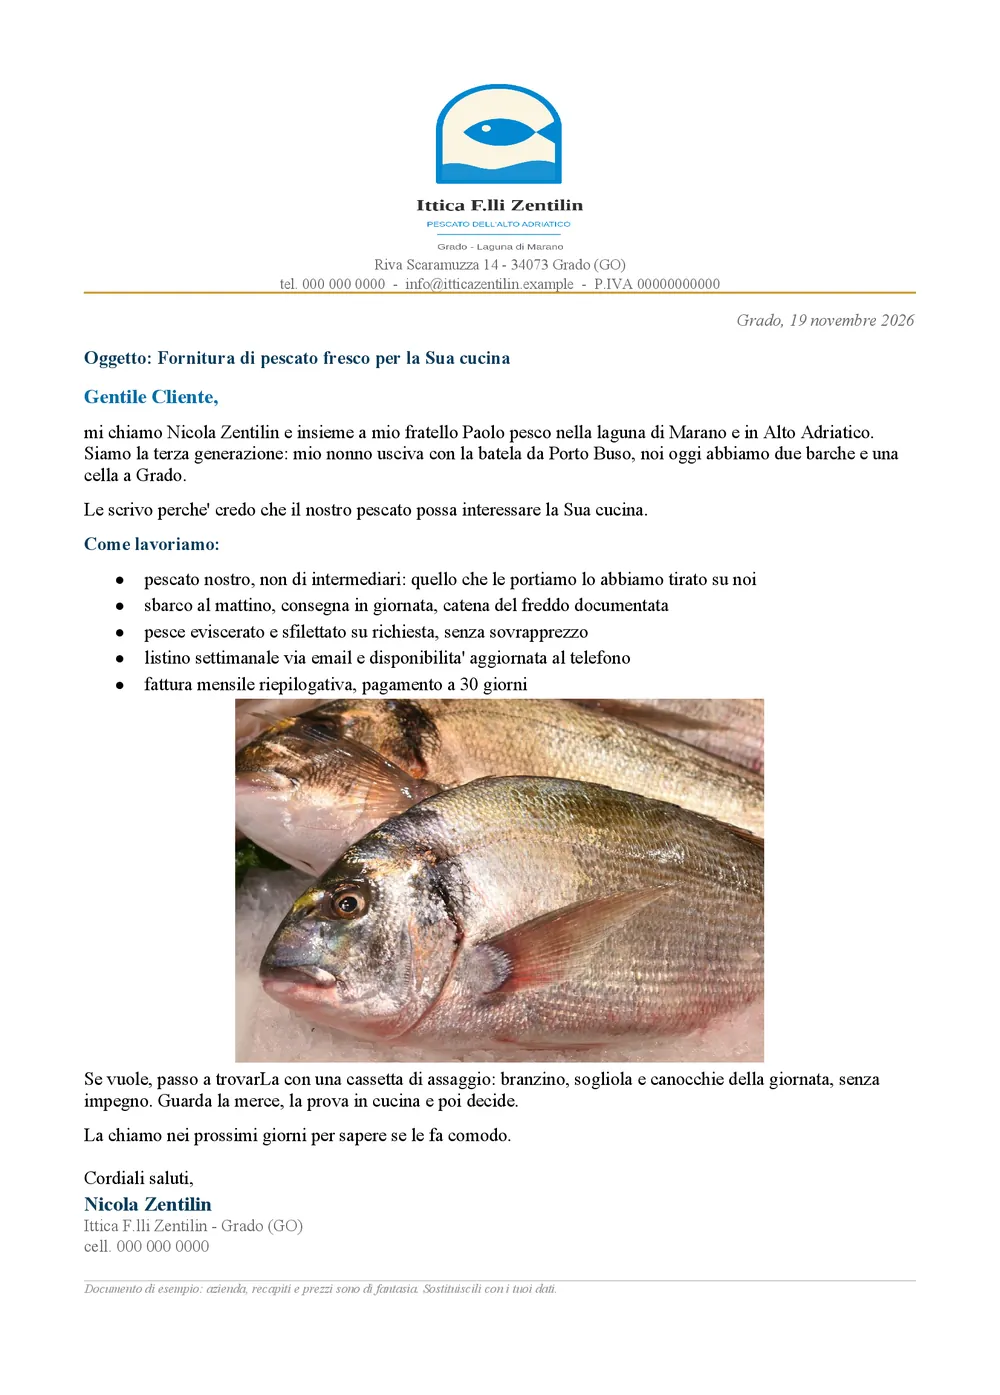 Ittica F.lli Zentilin
PESCATO DELL'ALTO ADRIATICO
Grado - Laguna di Marano
Riva Scaramuzza 14 - 34073 Grado (GO)
tel. 000 000 0000 - info@itticazentilin.example - P.IVA 00000000000
Grado, 19 novembre 2026
Oggetto: Fornitura di pescato fresco per la Sua cucina
Gentile Cliente,
mi chiamo Nicola Zentilin e insieme a mio fratello Paolo pesco nella laguna di Marano e in Alto Adriatico.
Siamo la terza generazione: mio nonno usciva con la batela da Porto Buso, noi oggi abbiamo due barche e una
cella a Grado.
Le scrivo perche' credo che il nostro pescato possa interessare la Sua cucina.
Come lavoriamo:
● pescato nostro, non di intermediari: quello che le portiamo lo abbiamo tirato su noi
● sbarco al mattino, consegna in giornata, catena del freddo documentata
● pesce eviscerato e sfilettato su richiesta, senza sovrapprezzo
● listino settimanale via email e disponibilita' aggiornata al telefono
● fattura mensile riepilogativa, pagamento a 30 giorni
Se vuole, passo a trovarLa con una cassetta di assaggio: branzino, sogliola e canocchie della giornata, senza
impegno. Guarda la merce, la prova in cucina e poi decide.
La chiamo nei prossimi giorni per sapere se le fa comodo.
Cordiali saluti,
Nicola Zentilin
Ittica F.lli Zentilin - Grado (GO)
cell. 000 000 0000
Documento di esempio: azienda, recapiti e prezzi sono di fantasia. Sostituiscili con i tuoi dati.